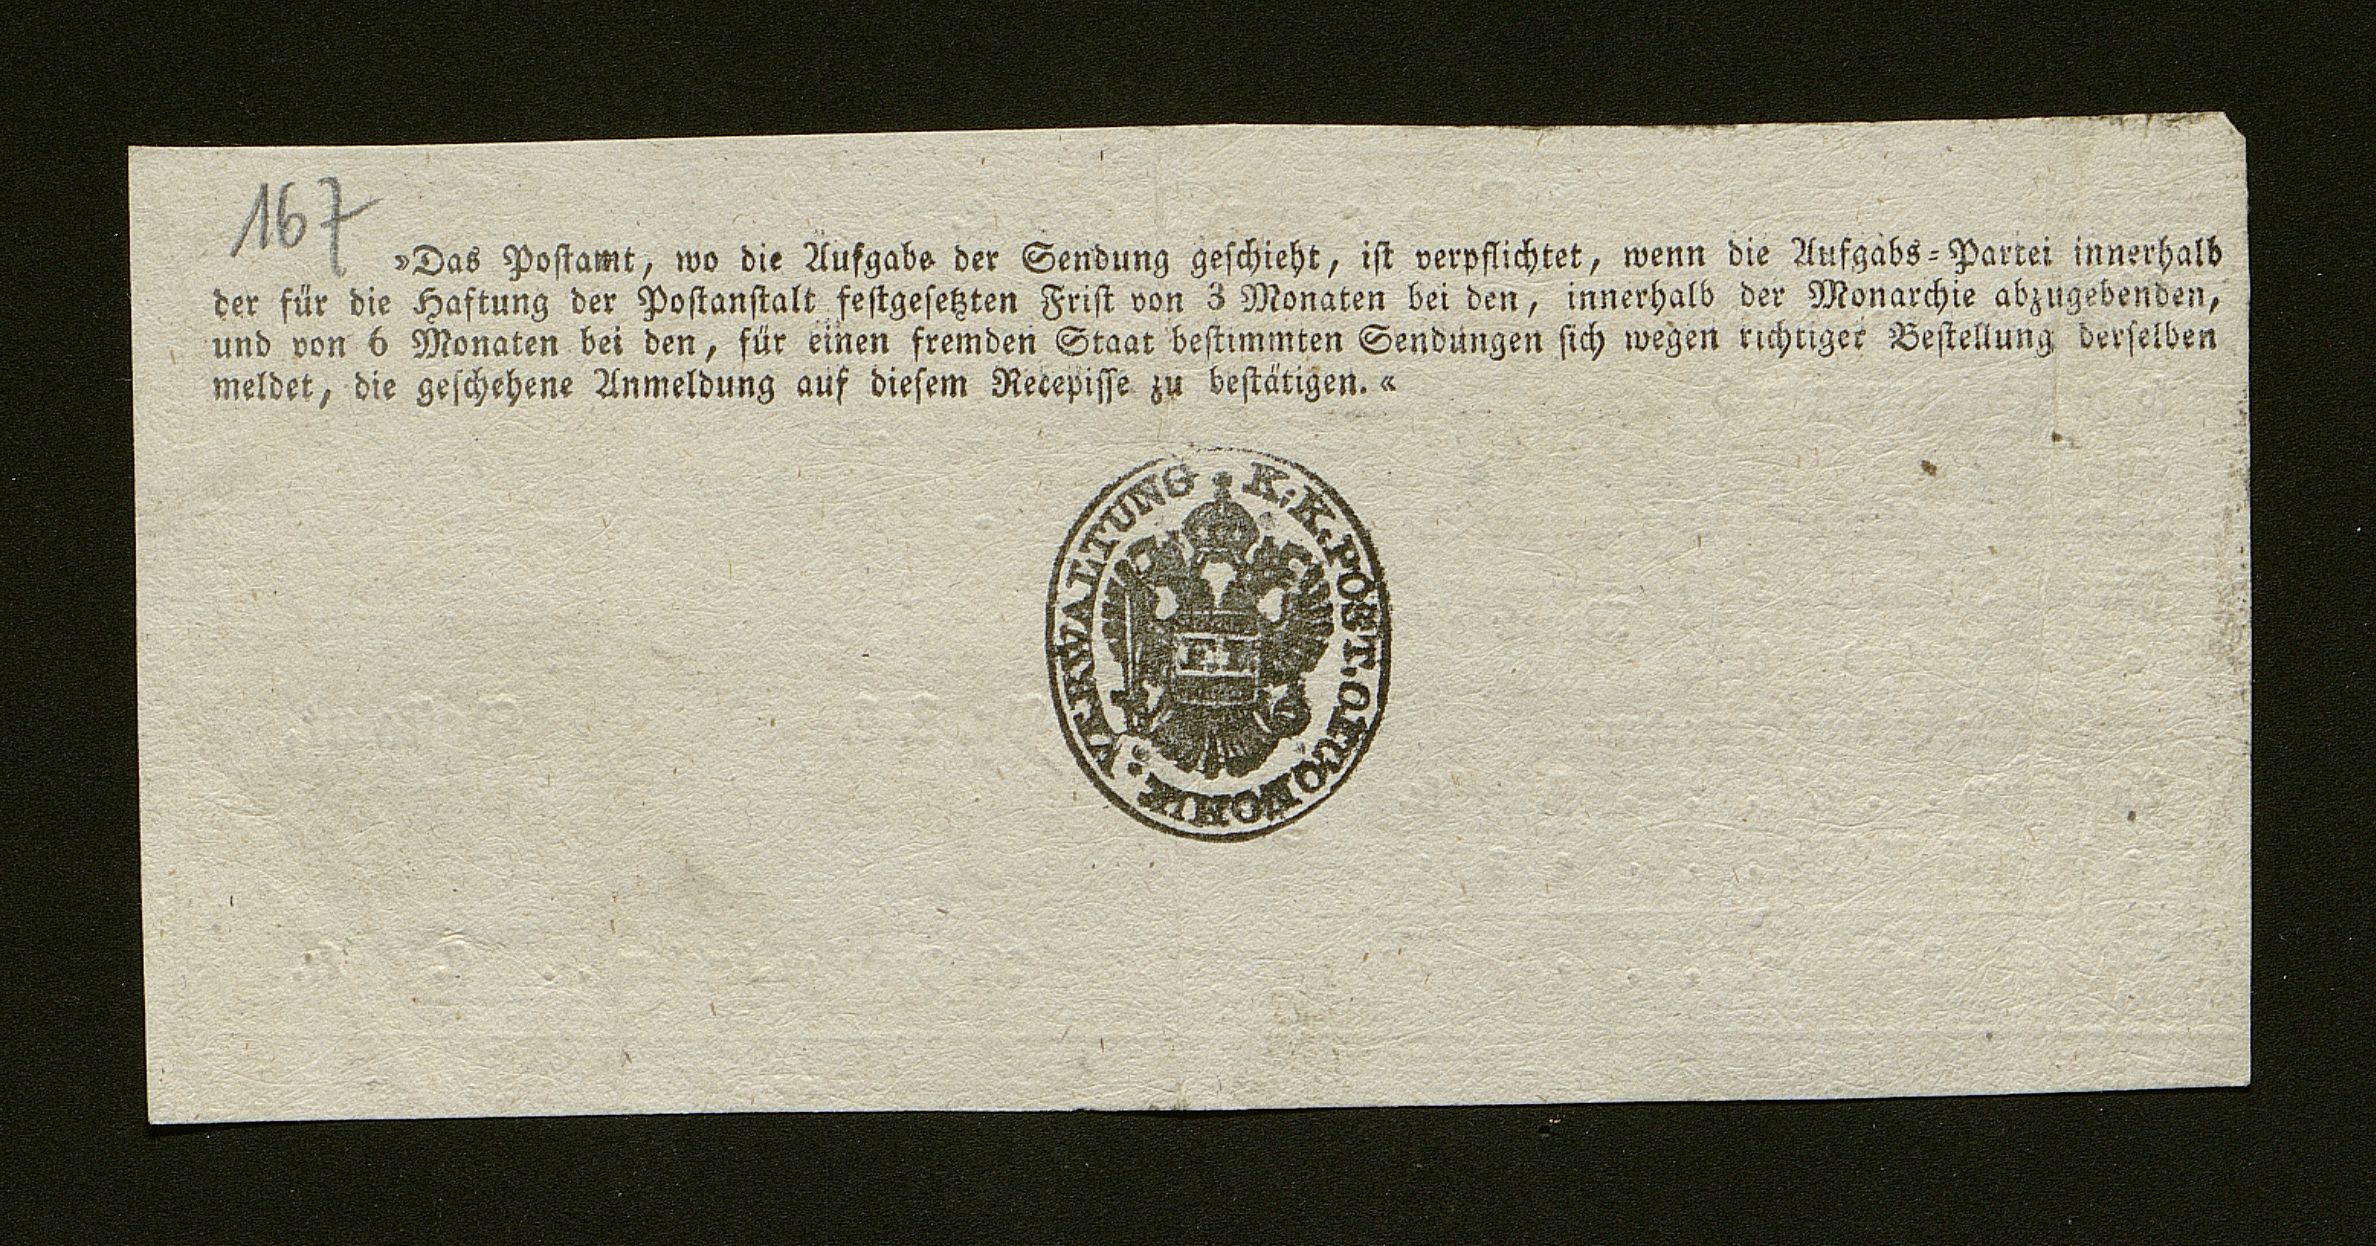 167
»Das Postamt, wo die Aufgabe der Sendung geschieht, ist verpflichtet, wenn die Aufgabs-Partei innerhalb
der für die Haftung der Postanstalt festgesetzten Frist von 3 Monaten bei den, innerhalb der Monarchie abzugebenden,
und von 6 Monaten bei den, für einen fremden Staat bestimmten Sendungen sich wegen richtiger Bestellung derselben
meldet, die geschehene Anmeldung auf diesem Recepisse zu bestätigen.«
K. K. POST. OECONOMIE. VERWALTUNG